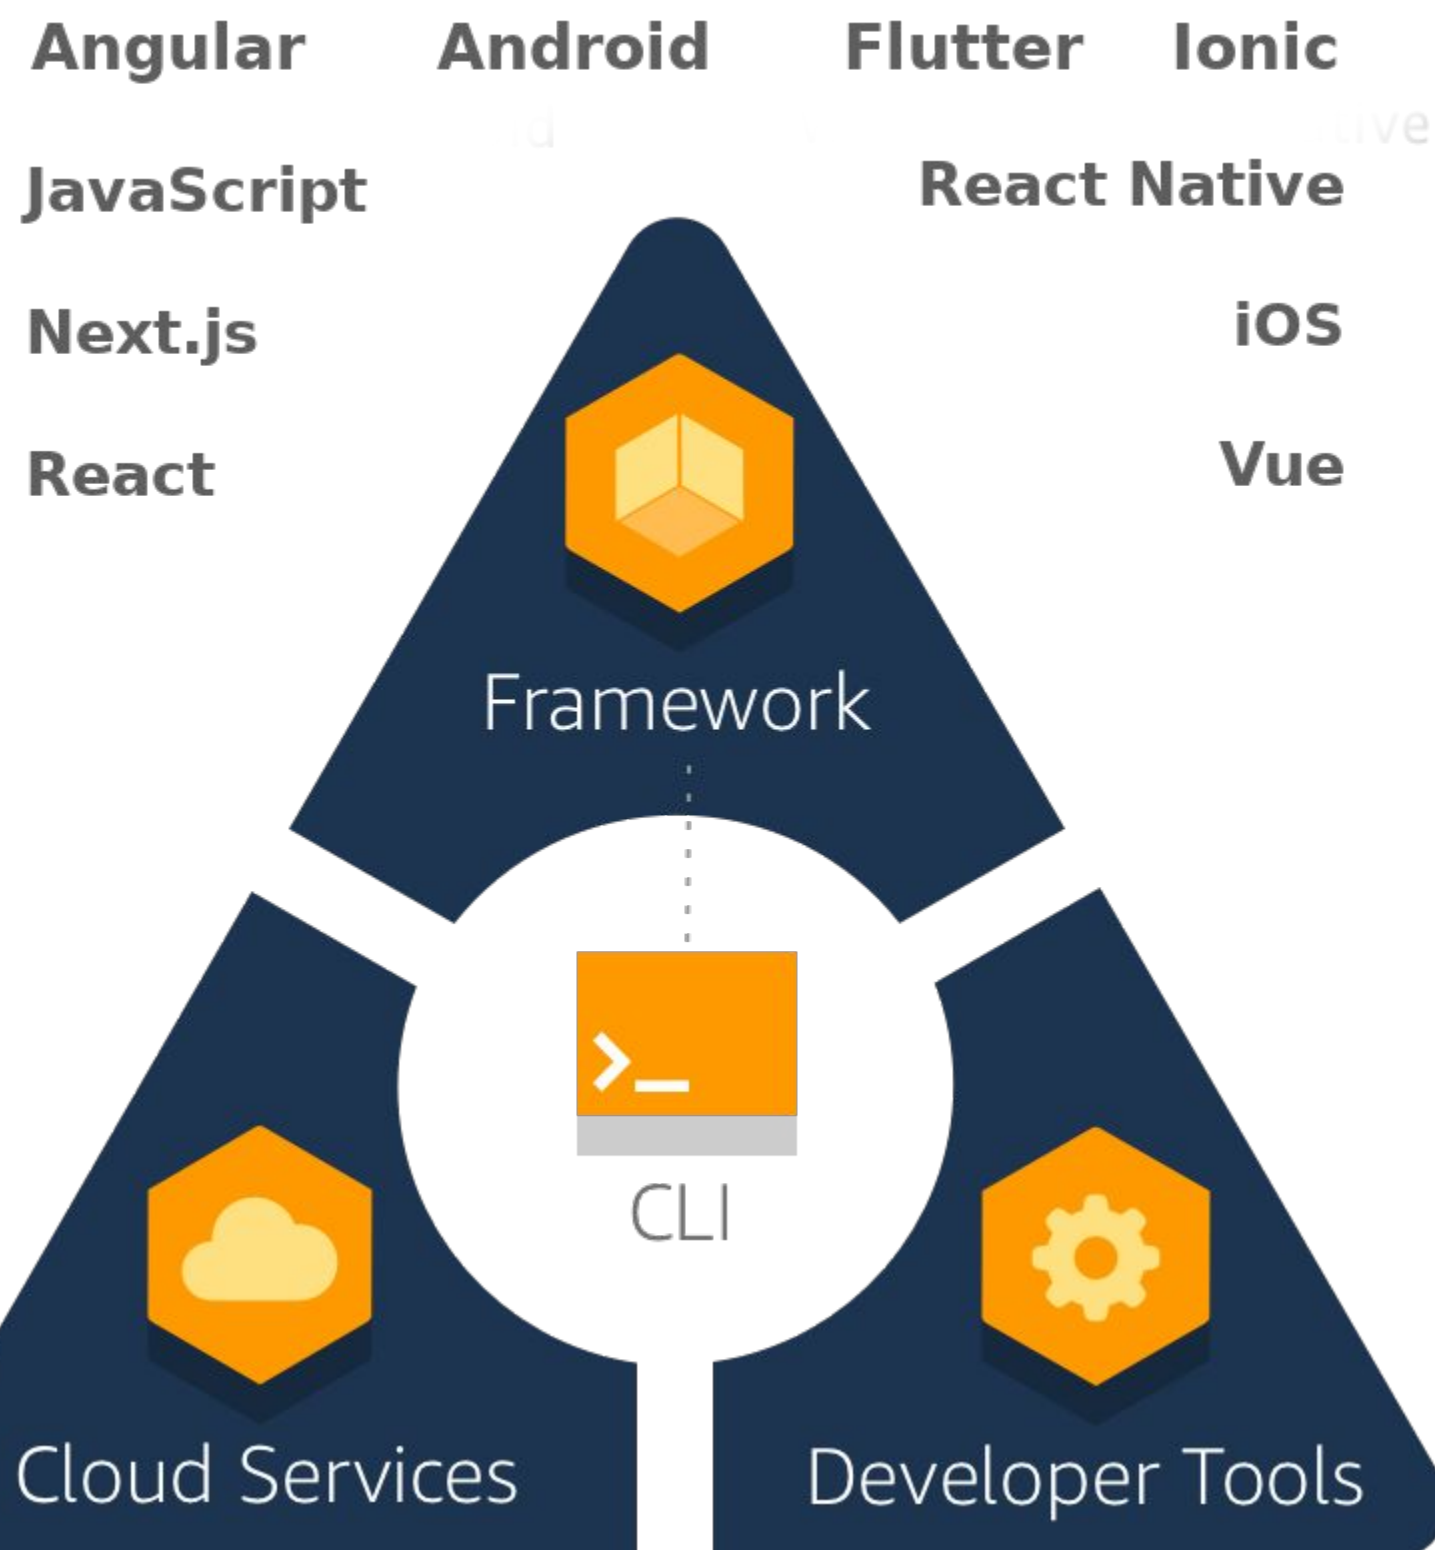 Angular Android Flutter Ionic
JavaScript React Native
Next.js iOS
React Vue
Framework
>_
CLI
Cloud Services
Developer Tools